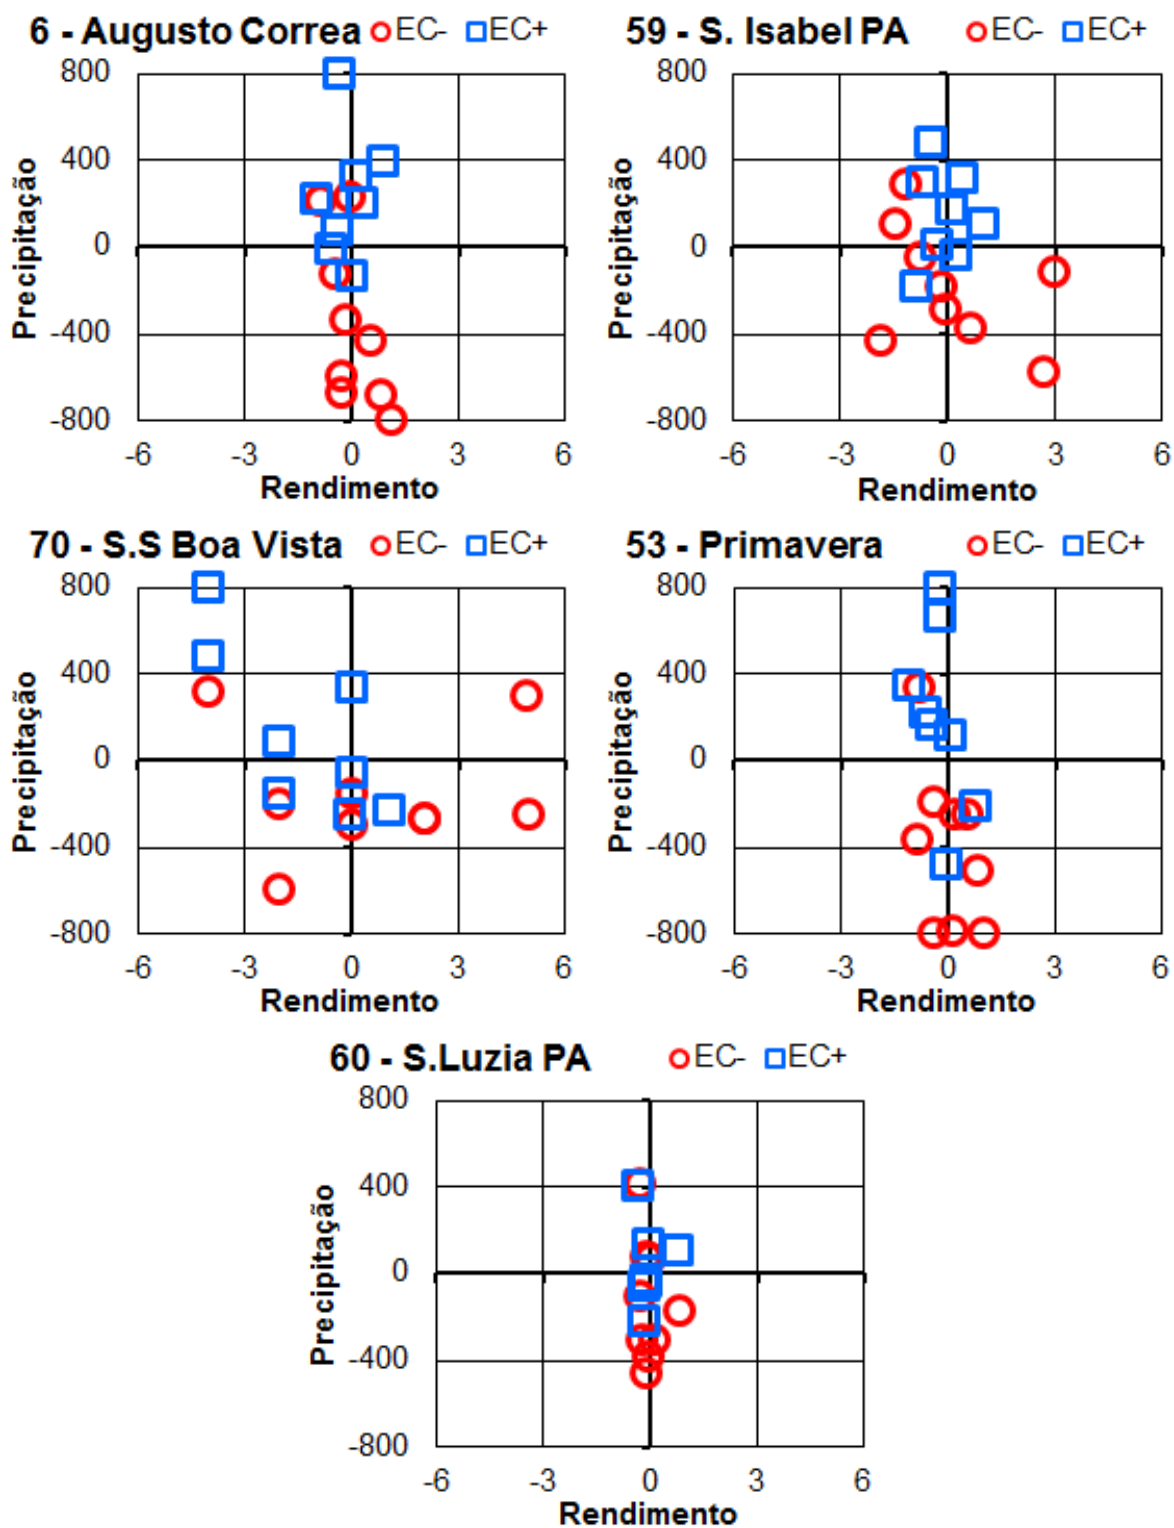 6 - Augusto Correa EC- EC+
800
400
0
-400
-800
Precipitação
-6 -3 0 3 6
Rendimento
59 - S. Isabel PA EC- EC+
800
400
0
-400
-800
Precipitação
-6 -3 0 3 6
Rendimento
70 - S.S Boa Vista EC- EC+
800
400
0
-400
-800
Precipitação
-6 -3 0 3 6
Rendimento
53 - Primavera EC- EC+
800
400
0
-400
-800
Precipitação
-6 -3 0 3 6
Rendimento
60 - S.Luzia PA EC- EC+
800
400
0
-400
-800
Precipitação
-6 -3 0 3 6
Rendimento